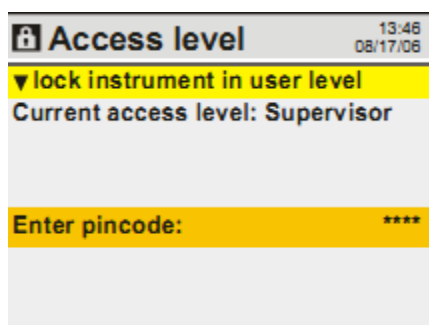 Access level
13:46
08/17/06
▼lock instrument in user level
Current access level: Supervisor
Enter pincode: ****